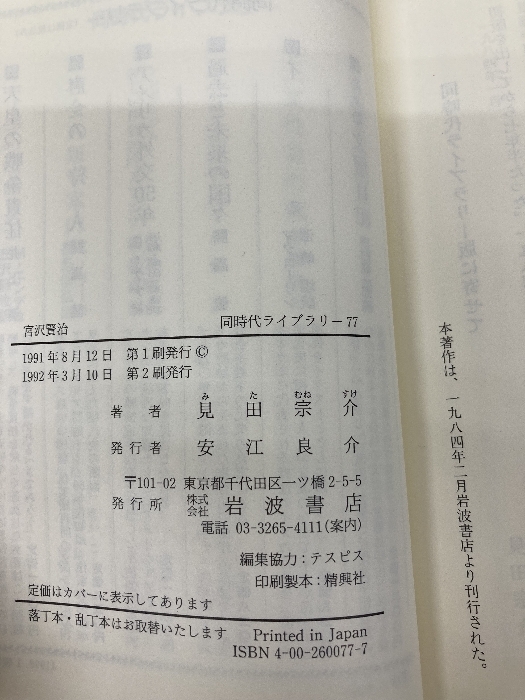 宮沢賢治 同時代ライブラリー 77
1991年8月12日 第1刷発行©
1992年3月10日 第2刷発行
著者 見田宗介
み た むね すけ
発行者 安江良介
〒101-02 東京都千代田区一ツ橋2-5-5
発行所 株式会社 岩波書店
電話 03-3265-4111(案内)
編集協力：テスピス
印刷製本：精興社
定価はカバーに表示してあります
落丁本・乱丁本はお取替いたします
Printed in Japan
ISBN 4-00-260077-7
本著作は、一九八四年二月岩波書店より刊行された。